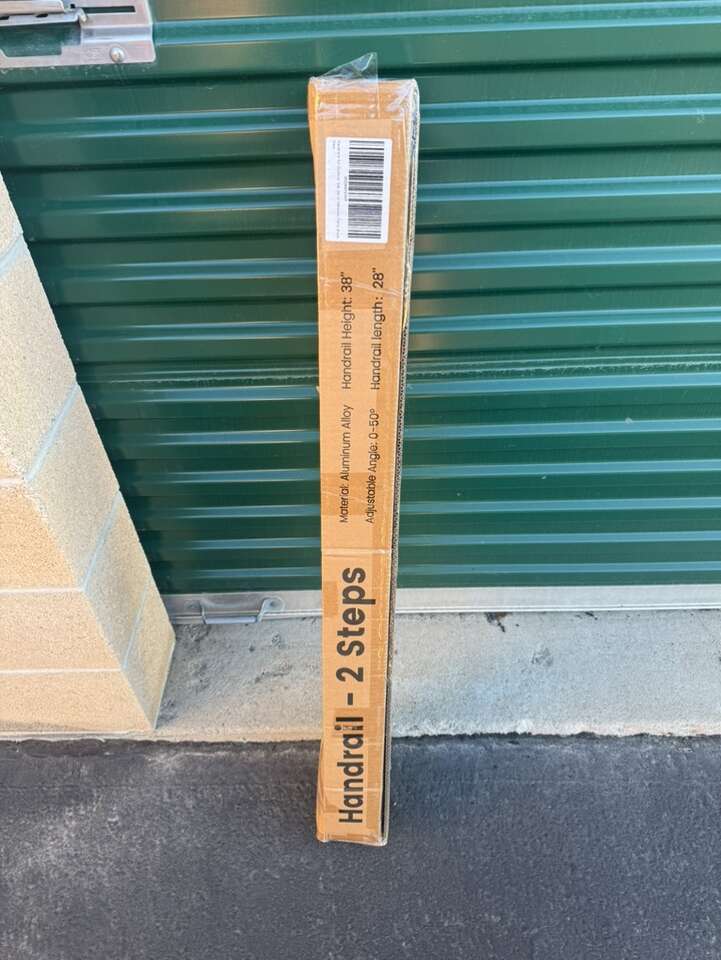 Handrail - 2 Steps
Material: Aluminum Alloy
Handrail Height: 38"
Adjustable Angle: 0~50°
Handrail length: 28"